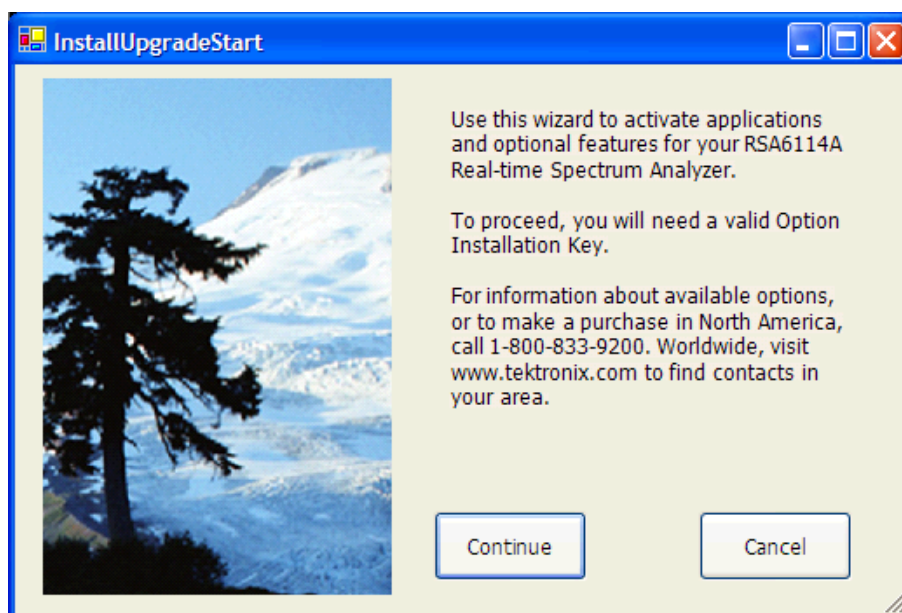 InstallUpgradeStart
Use this wizard to activate applications
and optional features for your RSA6114A
Real-time Spectrum Analyzer.
To proceed, you will need a valid Option
Installation Key.
For information about available options,
or to make a purchase in North America,
call 1-800-833-9200. Worldwide, visit
www.tektronix.com to find contacts in
your area.
Continue
Cancel